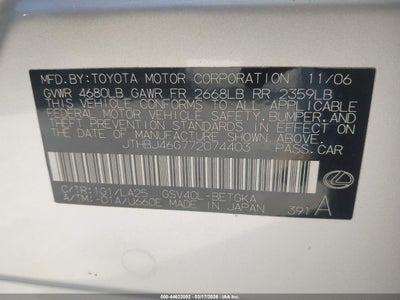 MFD.BY:TOYOTA MOTOR CORPORATION 11/06
GVWR 4680LB GAWR FR 2668LB RR 2359LB
THIS VEHICLE CONFORMS TO ALL APPLICABLE
FEDERAL MOTOR VEHICLE SAFETY,BUMPER,AND
THEFT PREVENTION STANDARDS IN EFFECT ON
THE DATE OF MANUFACTURE SHOWN ABOVE.
JTHBJ46G772074403 PASS.CAR
C/TR:1G1/LA25 GSV40L-BETGKA
A/TM:-01A/U660E MADE IN JAPAN 391 A
000-44622092 - 03/17/2026 - IAAI